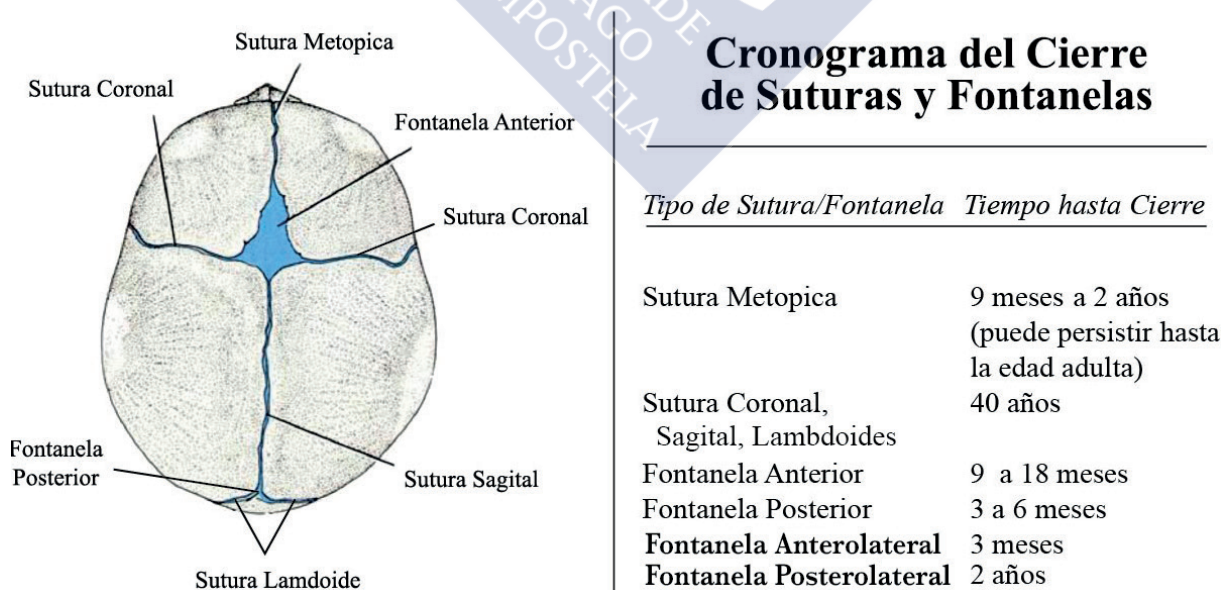 Sutura Metopica
Sutura Coronal
Fontanela Anterior
Sutura Coronal
Fontanela
Posterior
Sutura Sagital
Sutura Lamdoide
DE
AGO
MPOSTELA
Cronograma del Cierre
de Suturas y Fontanelas
Tipo de Sutura/Fontanela Tiempo hasta Cierre
Sutura Metopica 9 meses a 2 años
(puede persistir hasta
la edad adulta)
Sutura Coronal, 40 años
Sagital, Lambdoides
Fontanela Anterior 9 a 18 meses
Fontanela Posterior 3 a 6 meses
Fontanela Anterolateral 3 meses
Fontanela Posterolateral 2 años